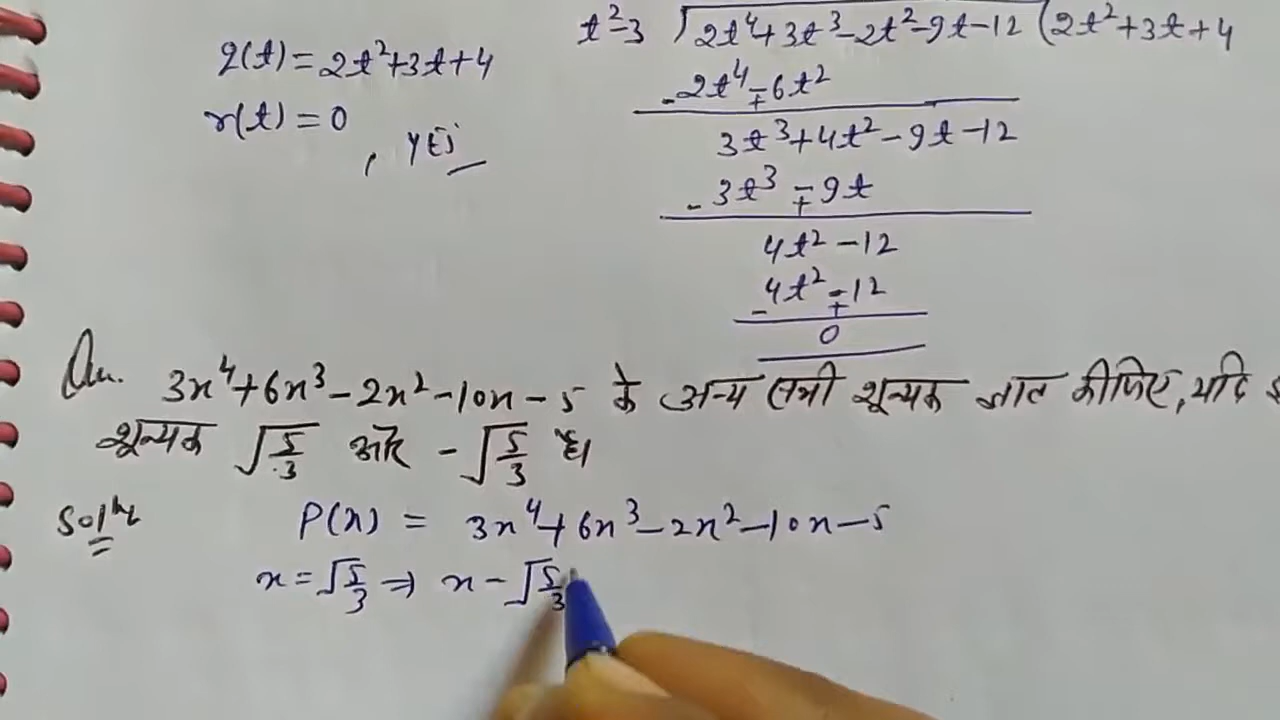 q(t) = 2t²+3t+4
r(t) = 0
, YES
t²-3 ) 2t⁴+3t³-2t²-9t-12 ( 2t²+3t+4
2t⁴-6t²
- +
3t³+4t²-9t-12
3t³-9t
- +
4t²-12
4t²-12
- +
0
Qu. 3x⁴+6x³-2x²-10x-5 के अन्य सभी शून्यक ज्ञात कीजिए, यदि
शून्यक √5/3 और -√5/3 है।
Solⁿ P(x) = 3x⁴+6x³-2x²-10x-5
x = √5/3 ⇒ x - √5/3